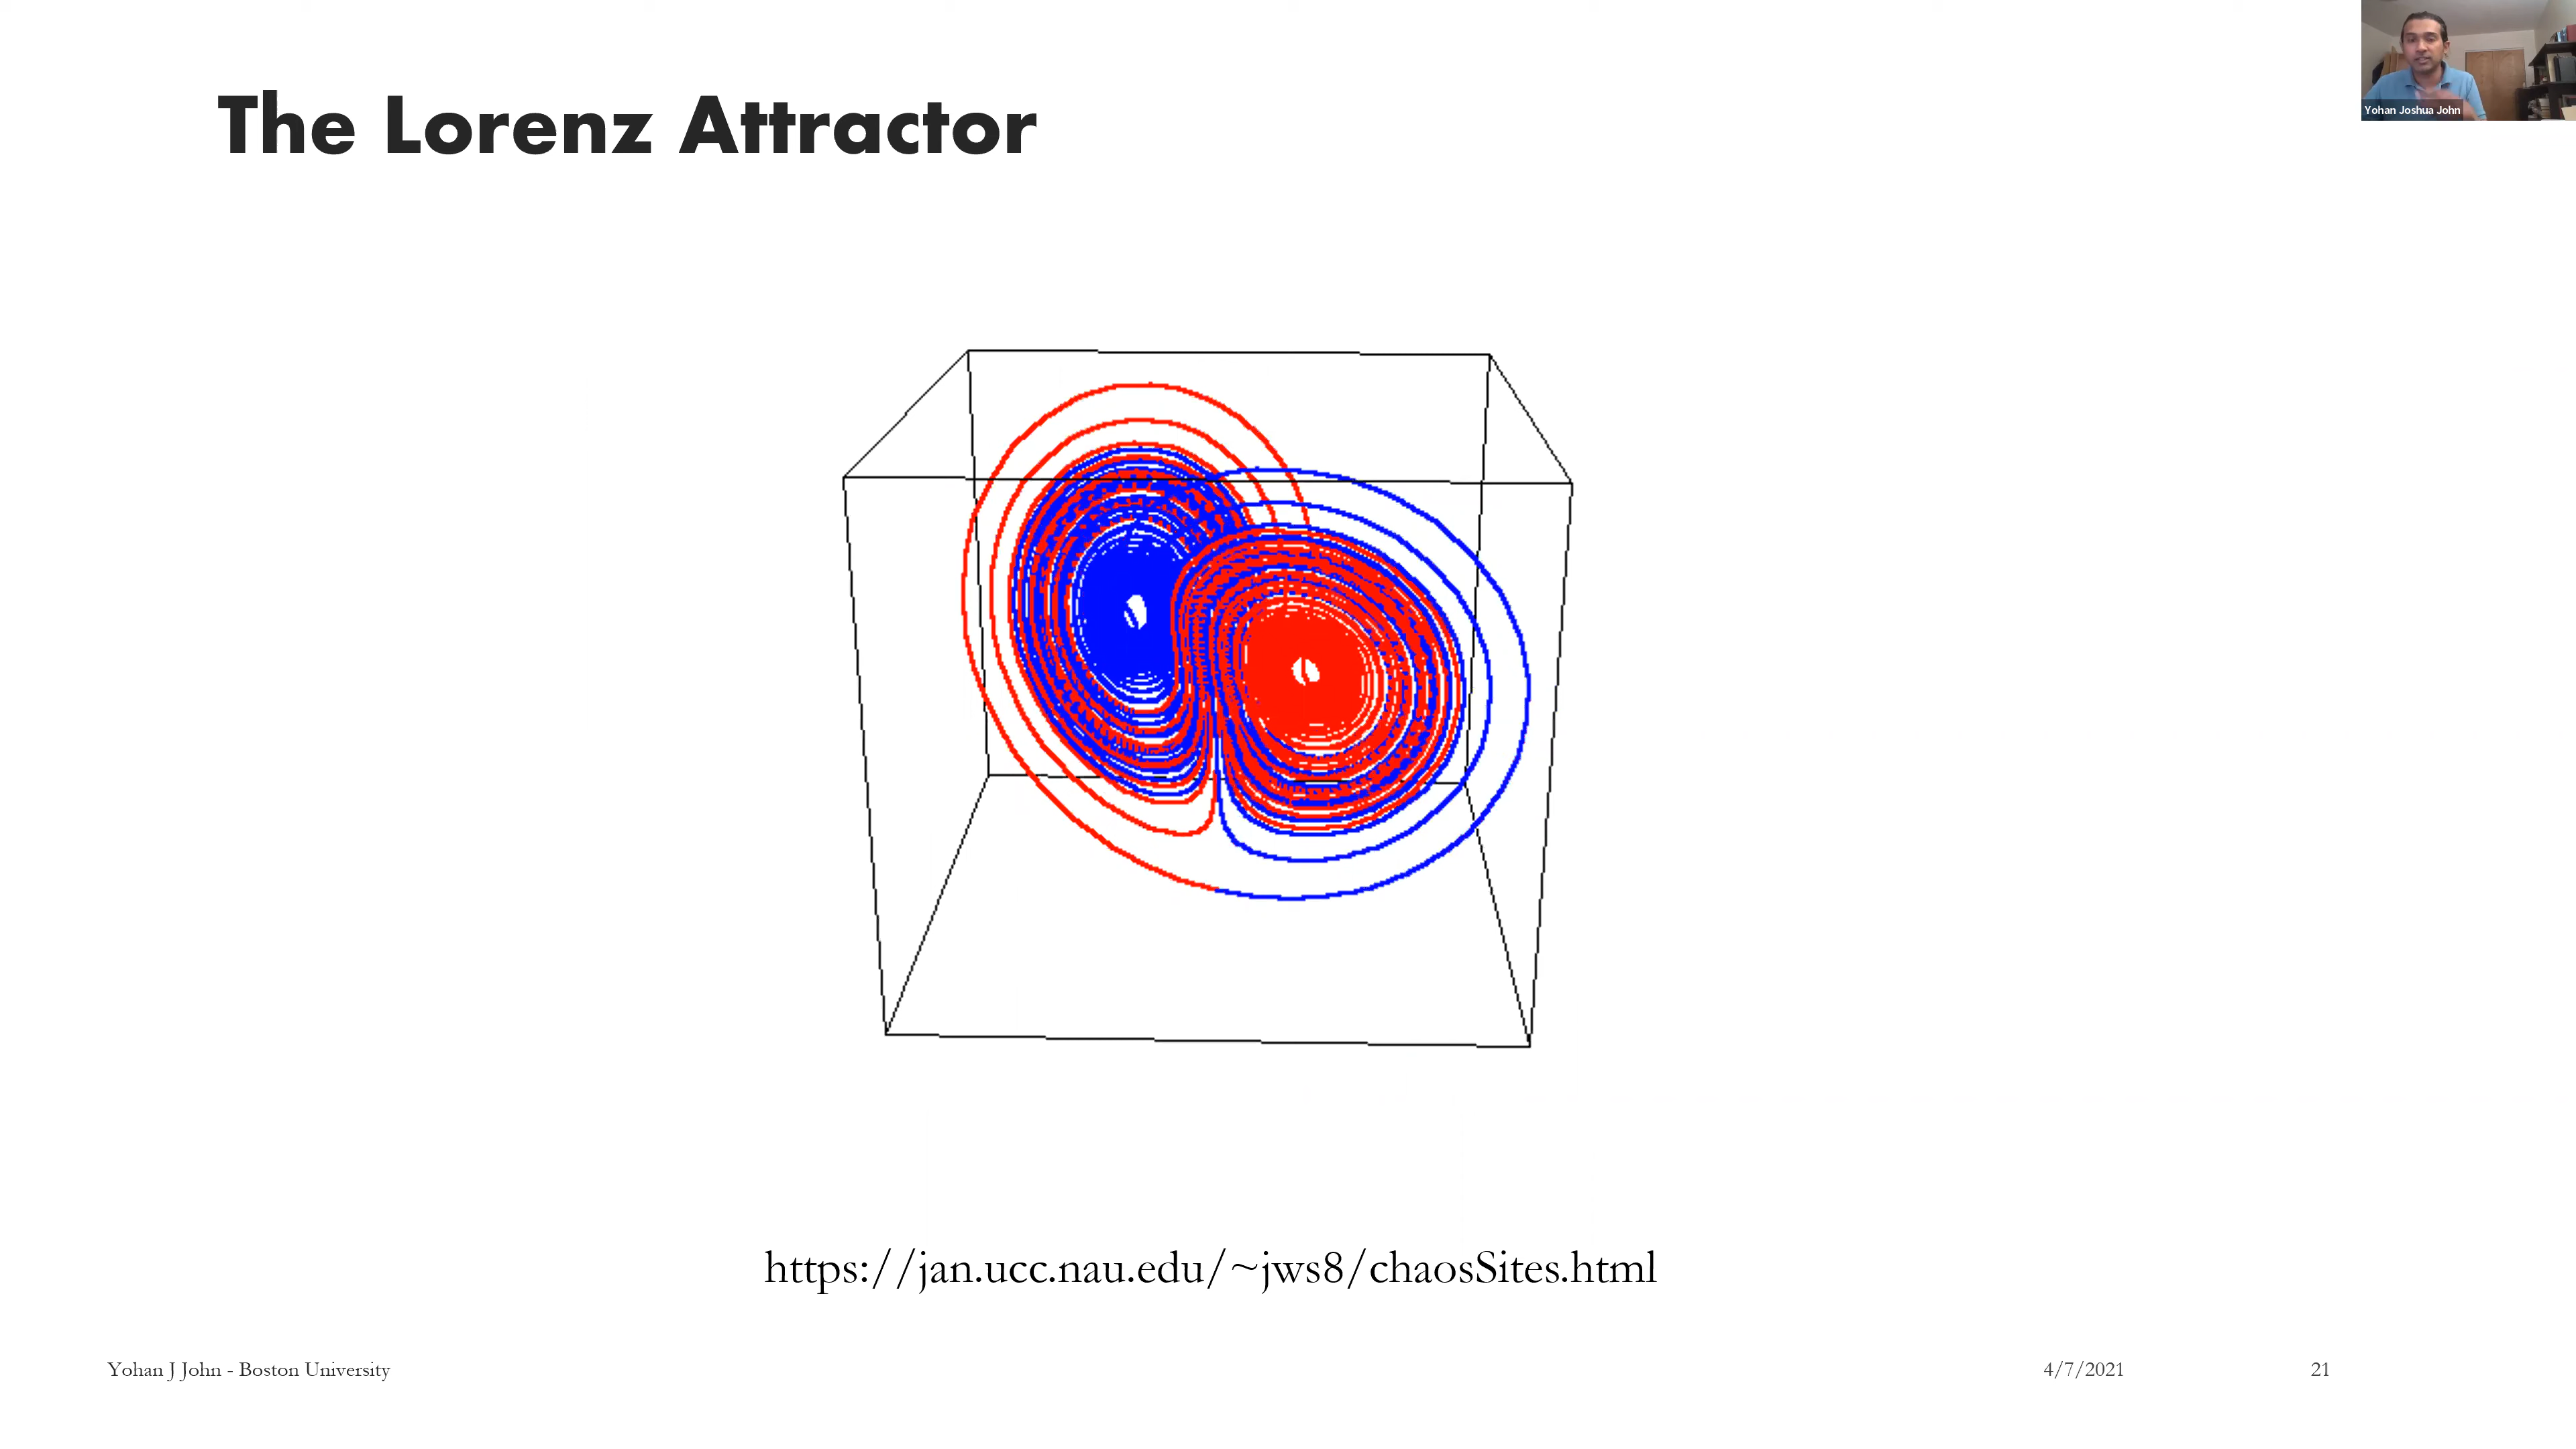 The Lorenz Attractor
Yohan Joshua John
https://jan.ucc.nau.edu/~jws8/chaosSites.html
Yohan J John - Boston University
4/7/2021
21